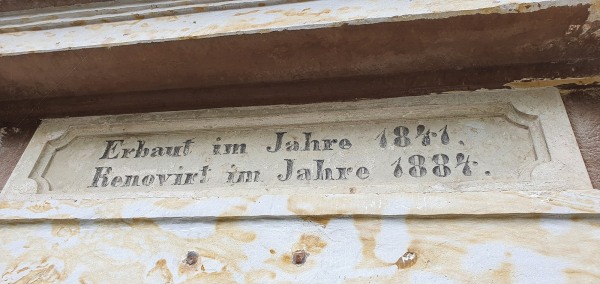 Erbaut im Jahre 1841.
Renovirt im Jahre 1884.